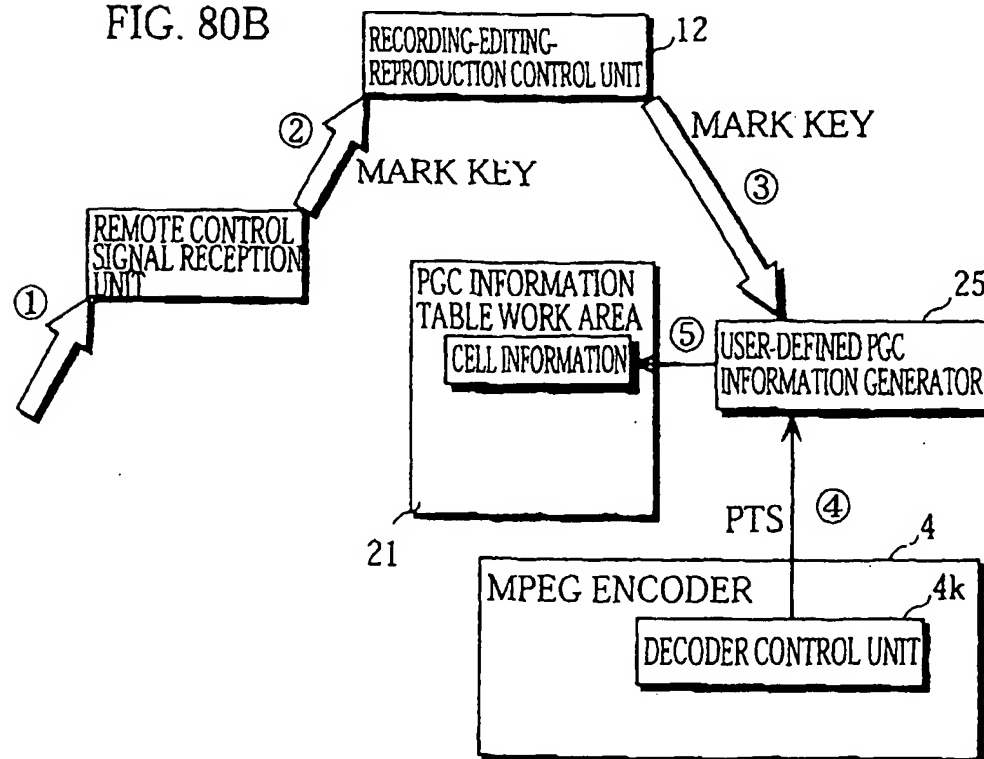 FIG. 80B
12
RECORDING-EDITING-
REPRODUCTION CONTROL UNIT
②
MARK KEY
MARK KEY
③
REMOTE CONTROL
SIGNAL RECEPTION
UNIT
①
PGC INFORMATION
TABLE WORK AREA
CELL INFORMATION
⑤
25
USER-DEFINED PGC
INFORMATION GENERATOR
21
PTS
④
4
MPEG ENCODER
4k
DECODER CONTROL UNIT